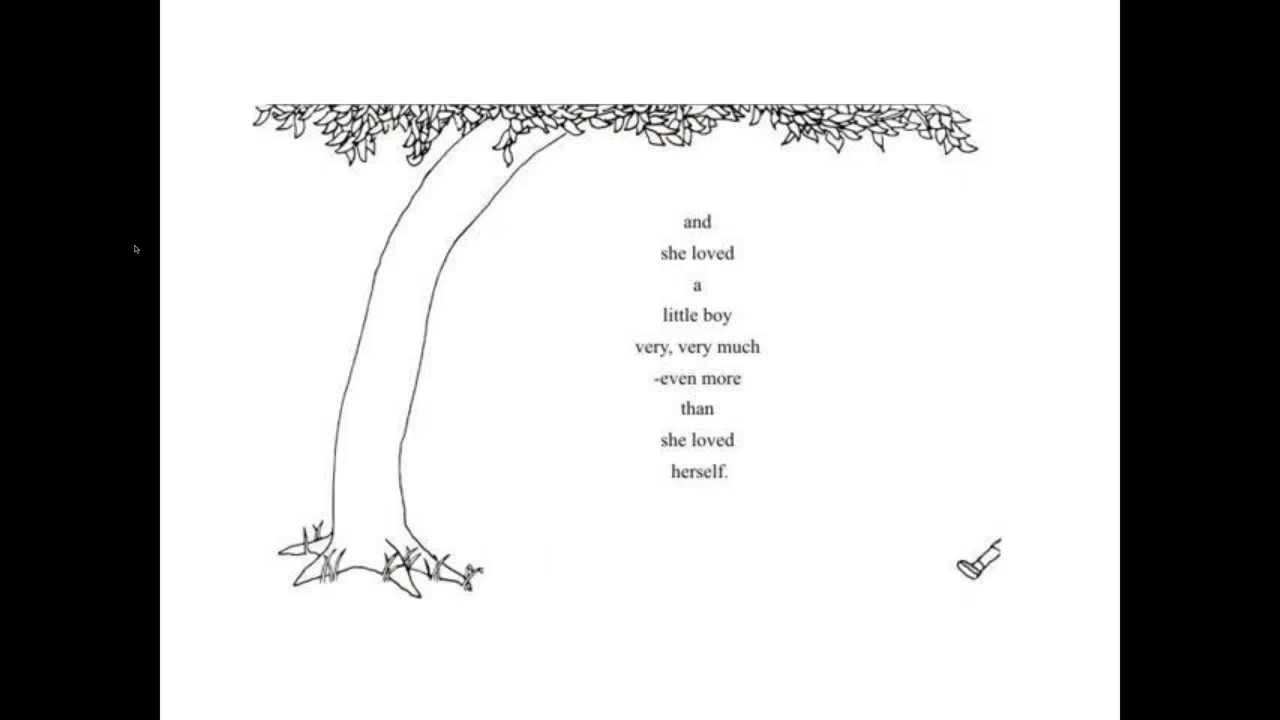 and
she loved
a
little boy
very, very much
-even more
than
she loved
herself.